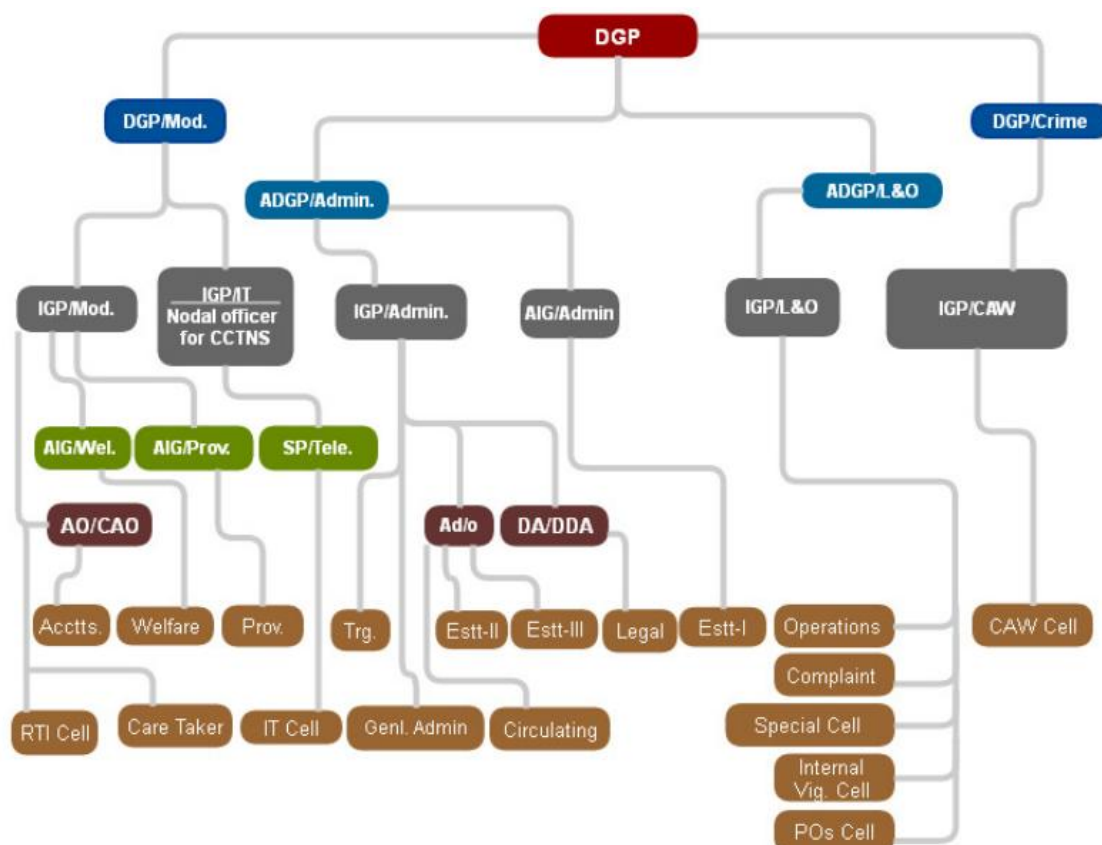 DGP
DGP/Mod.
DGP/Crime
ADGP/Admin.
ADGP/L&O
IGP/Mod.
IGP/IT
Nodal officer
for CCTNS
IGP/Admin.
AIG/Admin
IGP/L&O
IGP/CAW
AIG/Wel.
AIG/Prov.
SP/Tele.
AO/CAO
Ad/o
DA/DDA
Acctts.
Welfare
Prov.
Trg.
Estt-II
Estt-III
Legal
Estt-I
Operations
CAW Cell
Complaint
RTI Cell
Care Taker
IT Cell
Genl. Admin
Circulating
Special Cell
Internal
Vig. Cell
POs Cell